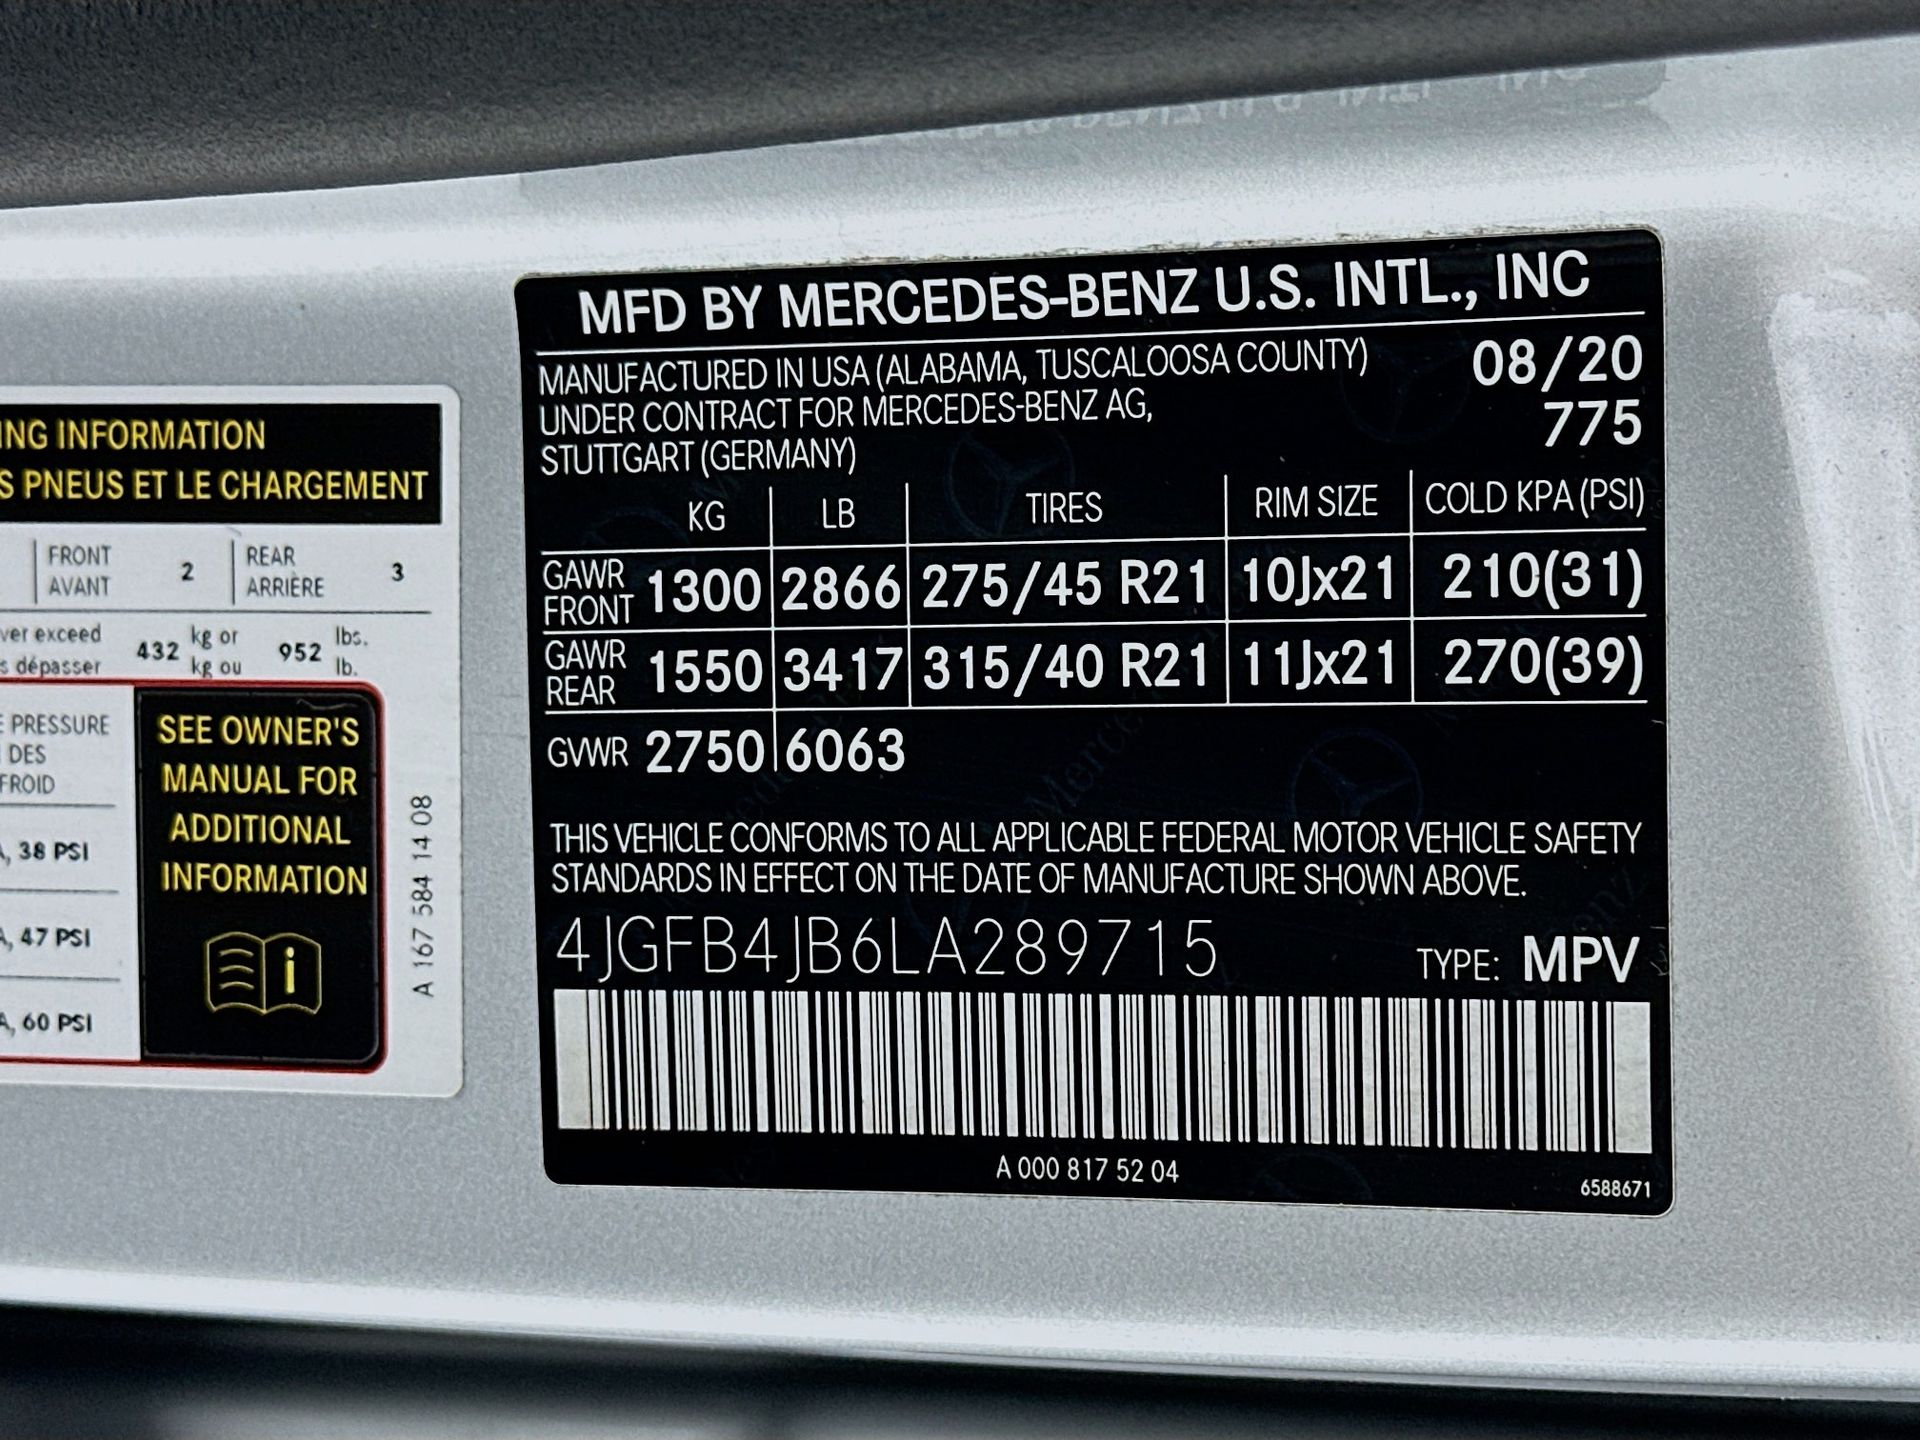 ING INFORMATION
S PNEUS ET LE CHARGEMENT
FRONT 2 REAR 3
AVANT ARRIÈRE
ver exceed 432 kg or 952 lbs.
s dépasser kg ou lb.
E PRESSURE
DES
FROID
A, 38 PSI
A, 47 PSI
A, 60 PSI
SEE OWNER'S
MANUAL FOR
ADDITIONAL
INFORMATION
A 167 584 14 08
MFD BY MERCEDES-BENZ U.S. INTL., INC
MANUFACTURED IN USA (ALABAMA, TUSCALOOSA COUNTY) 08/20
UNDER CONTRACT FOR MERCEDES-BENZ AG, 775
STUTTGART (GERMANY)
KG LB TIRES RIM SIZE COLD KPA (PSI)
GAWR FRONT 1300 2866 275/45 R21 10Jx21 210(31)
GAWR REAR 1550 3417 315/40 R21 11Jx21 270(39)
GVWR 2750 6063
THIS VEHICLE CONFORMS TO ALL APPLICABLE FEDERAL MOTOR VEHICLE SAFETY
STANDARDS IN EFFECT ON THE DATE OF MANUFACTURE SHOWN ABOVE.
4JGFB4JB6LA289715 TYPE: MPV
A 000 817 52 04
6588671